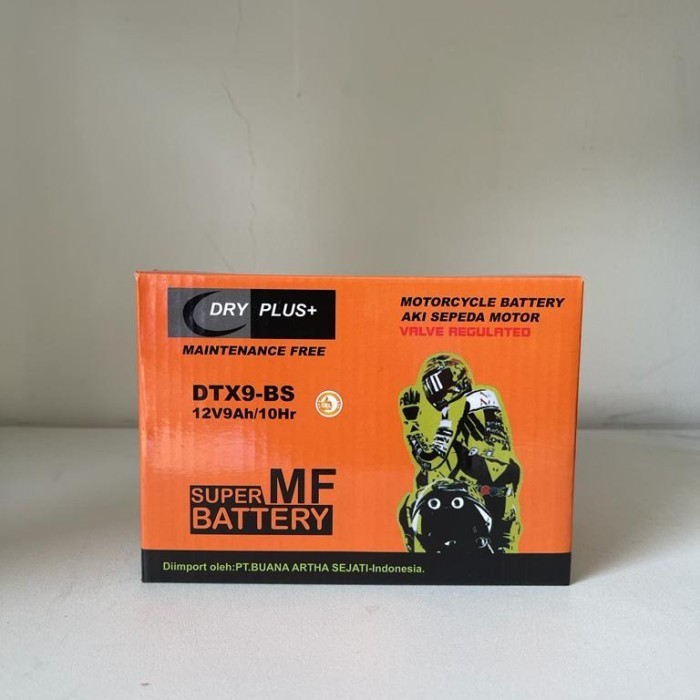 DRY PLUS+
MAINTENANCE FREE
MOTORCYCLE BATTERY
AKI SEPEDA MOTOR
VALVE REGULATED
DTX9-BS
12V9Ah/10Hr
SUPER MF
BATTERY
Diimport oleh:PT.BUANA ARTHA SEJATI-Indonesia.